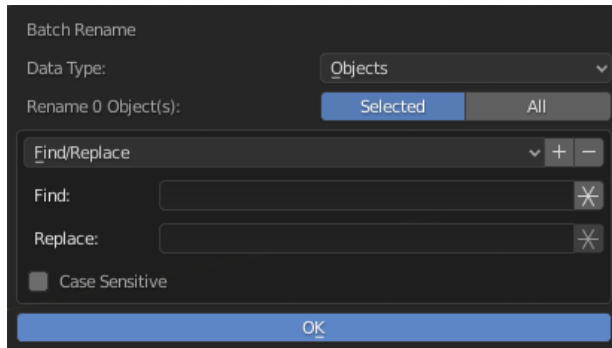 Batch Rename
Data Type: Objects
Rename 0 Object(s): Selected All
Find/Replace + −
Find:
Replace:
Case Sensitive
OK